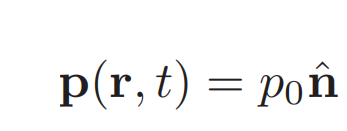 p(r, t) = p₀n̂